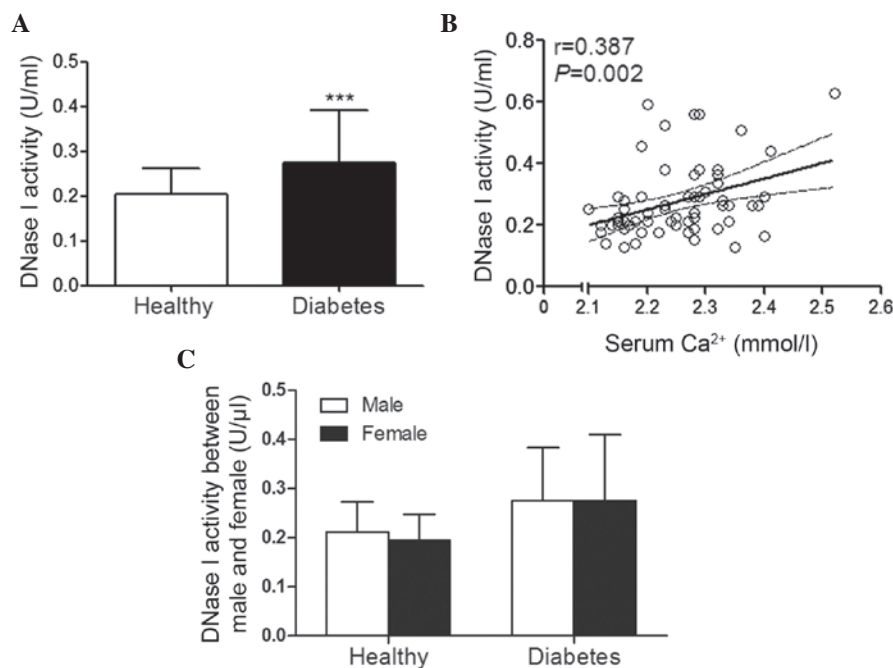 A
DNase I activity (U/ml)
0.5
0.4
0.3
0.2
0.1
0.0
***
Healthy
Diabetes
B
DNase I activity (U/ml)
0.8
0.6
0.4
0.2
0.0
r=0.387
P=0.002
0
2.1
2.2
2.3
2.4
2.5
2.6
Serum Ca²⁺ (mmol/l)
C
DNase I activity between
male and female (U/µl)
0.5
0.4
0.3
0.2
0.1
0.0
Male
Female
Healthy
Diabetes